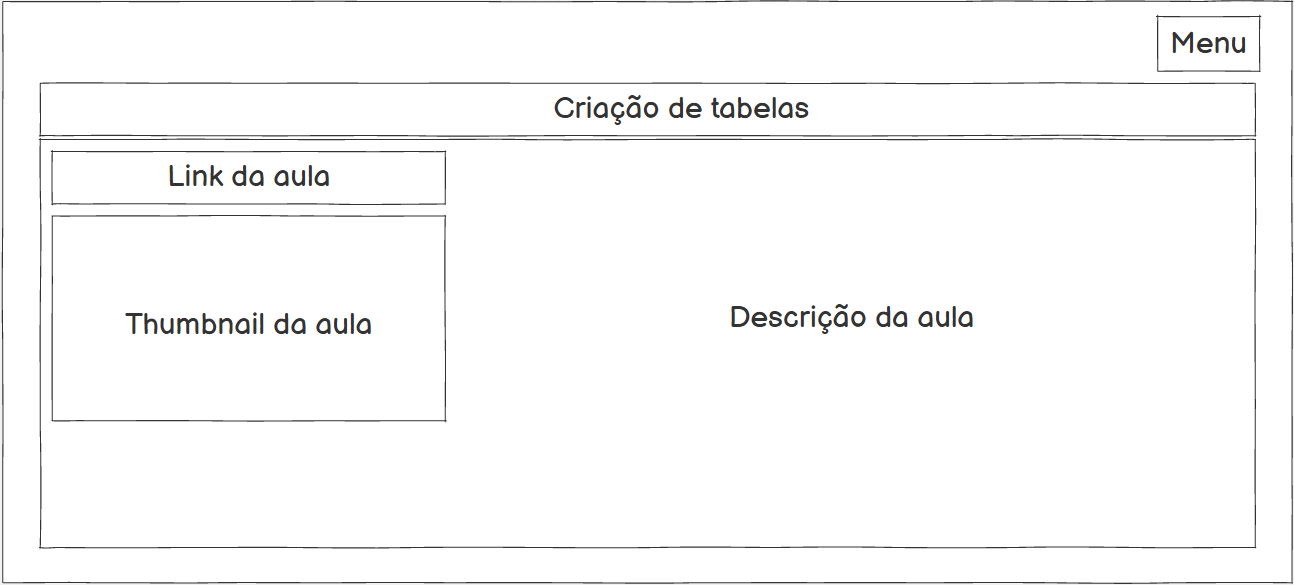 Menu
Criação de tabelas
Link da aula
Thumbnail da aula
Descrição da aula